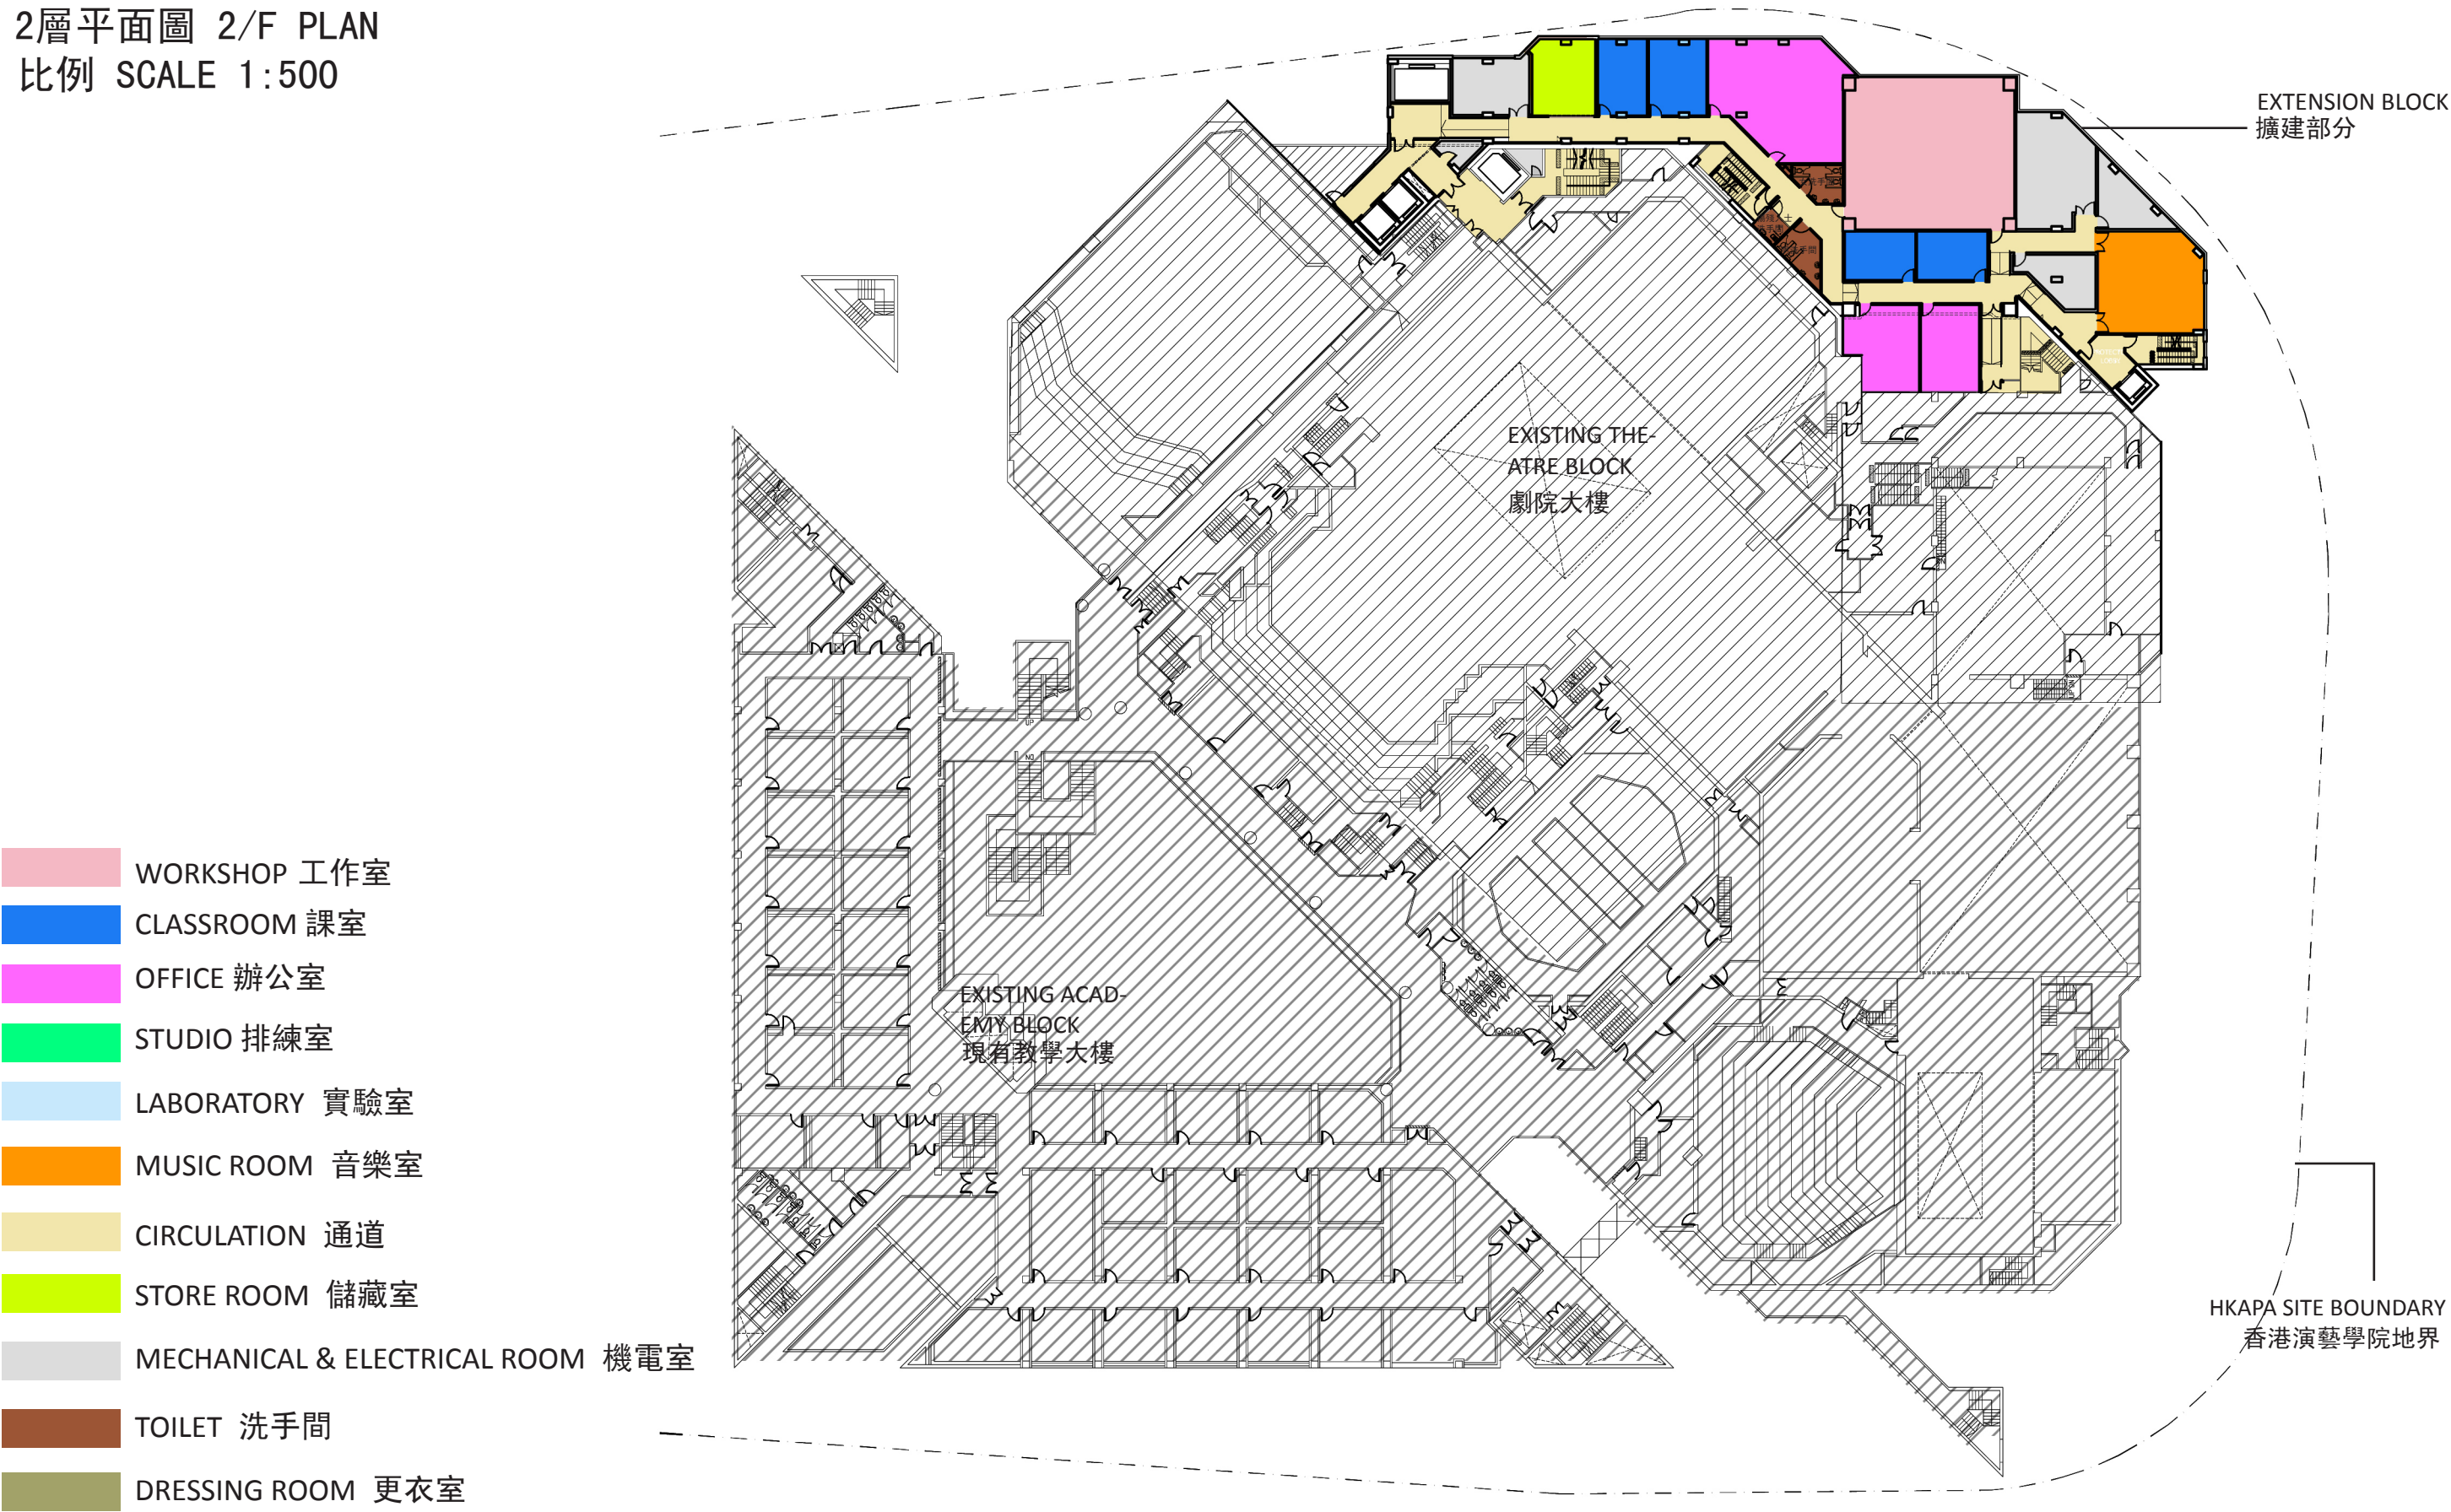 2層平面圖 2/F PLAN
比例 SCALE 1:500
EXTENSION BLOCK
擴建部分
EXISTING THE-
ATRE BLOCK
劇院大樓
UP
DN
WORKSHOP 工作室
CLASSROOM 課室
OFFICE 辦公室
STUDIO 排練室
LABORATORY 實驗室
MUSIC ROOM 音樂室
CIRCULATION 通道
STORE ROOM 儲藏室
MECHANICAL & ELECTRICAL ROOM 機電室
TOILET 洗手間
DRESSING ROOM 更衣室
EXISTING ACAD-
EMY BLOCK
現有教學大樓
HKAPA SITE BOUNDARY
香港演藝學院地界